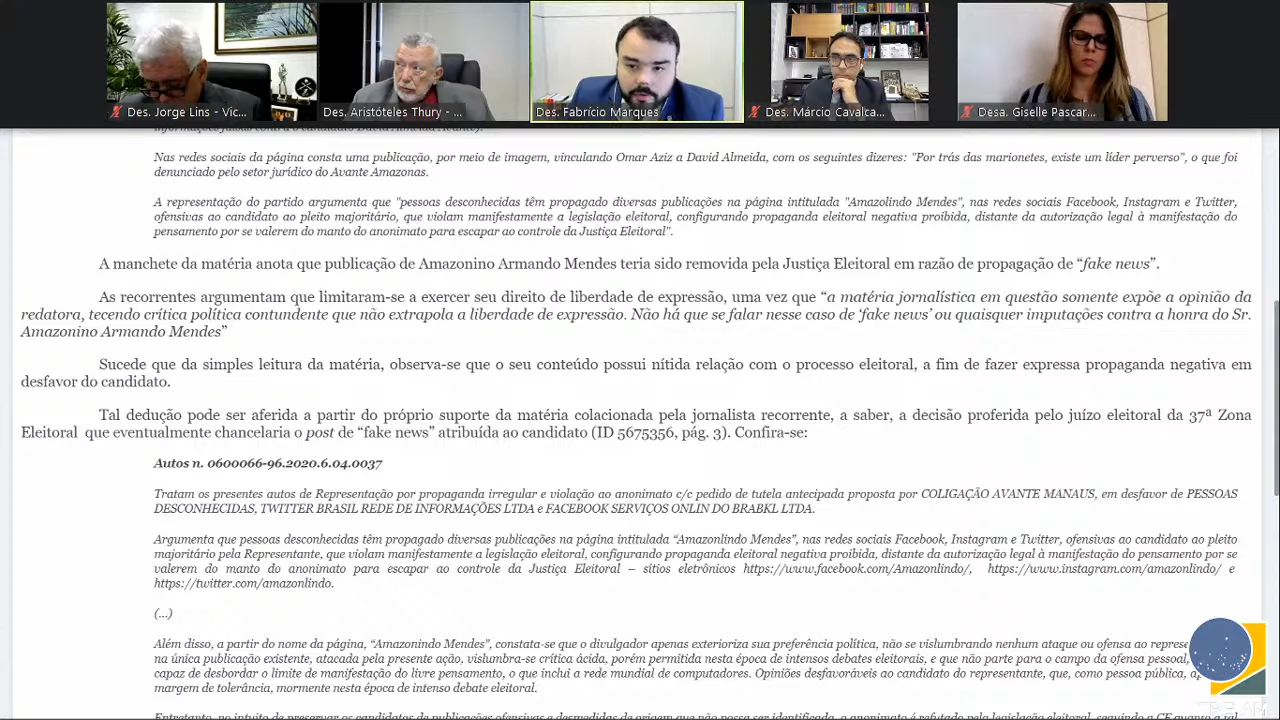 Des. Jorge Lins - Vic...
Des. Aristóteles Thury - ...
Des. Fabrício Marques
Des. Márcio Cavalca...
Desa. Giselle Pascar...
Nas redes sociais da página consta uma publicação, por meio de imagem, vinculando Omar Aziz a David Almeida, com os seguintes dizeres: "Por trás das marionetes, existe um líder perverso", o que foi
denunciado pelo setor jurídico do Avante Amazonas.
A representação do partido argumenta que "pessoas desconhecidas têm propagado diversas publicações na página intitulada "Amazolindo Mendes", nas redes sociais Facebook, Instagram e Twitter,
ofensivas ao candidato ao pleito majoritário, que violam manifestamente a legislação eleitoral, configurando propaganda eleitoral negativa proibida, distante da autorização legal à manifestação do
pensamento por se valerem do manto do anonimato para escapar ao controle da Justiça Eleitoral".
A manchete da matéria anota que publicação de Amazonino Armando Mendes teria sido removida pela Justiça Eleitoral em razão de propagação de “fake news”.
As recorrentes argumentam que limitaram-se a exercer seu direito de liberdade de expressão, uma vez que “a matéria jornalística em questão somente expõe a opinião da
redatora, tecendo crítica política contundente que não extrapola a liberdade de expressão. Não há que se falar nesse caso de ‘fake news’ ou quaisquer imputações contra a honra do Sr.
Amazonino Armando Mendes”
Sucede que da simples leitura da matéria, observa-se que o seu conteúdo possui nítida relação com o processo eleitoral, a fim de fazer expressa propaganda negativa em
desfavor do candidato.
Tal dedução pode ser aferida a partir do próprio suporte da matéria colacionada pela jornalista recorrente, a saber, a decisão proferida pelo juízo eleitoral da 37ª Zona
Eleitoral que eventualmente chancelaria o post de “fake news” atribuída ao candidato (ID 5675356, pág. 3). Confira-se:
Autos n. 0600066-96.2020.6.04.0037
Tratam os presentes autos de Representação por propaganda irregular e violação ao anonimato c/c pedido de tutela antecipada proposta por COLIGAÇÃO AVANTE MANAUS, em desfavor de PESSOAS
DESCONHECIDAS, TWITTER BRASIL REDE DE INFORMAÇÕES LTDA e FACEBOOK SERVIÇOS ONLIN DO BRABKL LTDA.
Argumenta que pessoas desconhecidas têm propagado diversas publicações na página intitulada “Amazonlindo Mendes”, nas redes sociais Facebook, Instagram e Twitter, ofensivas ao candidato ao pleito
majoritário pela Representante, que violam manifestamente a legislação eleitoral, configurando propaganda eleitoral negativa proibida, distante da autorização legal à manifestação do pensamento por se
valerem do manto do anonimato para escapar ao controle da Justiça Eleitoral – sítios eletrônicos https://www.facebook.com/Amazonlindo/, https://www.instagram.com/amazonlindo/ e
https://twitter.com/amazonlindo.
(...)
Além disso, a partir do nome da página, “Amazonindo Mendes”, constata-se que o divulgador apenas exterioriza sua preferência política, não se vislumbrando nenhum ataque ou ofensa ao
na única publicação existente, atacada pela presente ação, vislumbra-se crítica ácida, porém permitida nesta época de intensos debates eleitorais, e que não parte para o campo da ofensa pessoal,
capaz de desbordar o limite de manifestação do livre pensamento, o que inclui a rede mundial de computadores. Opiniões desfavoráveis ao candidato do representante, que, como pessoa pública,
margem de tolerância, mormente nesta época de intenso debate eleitoral.